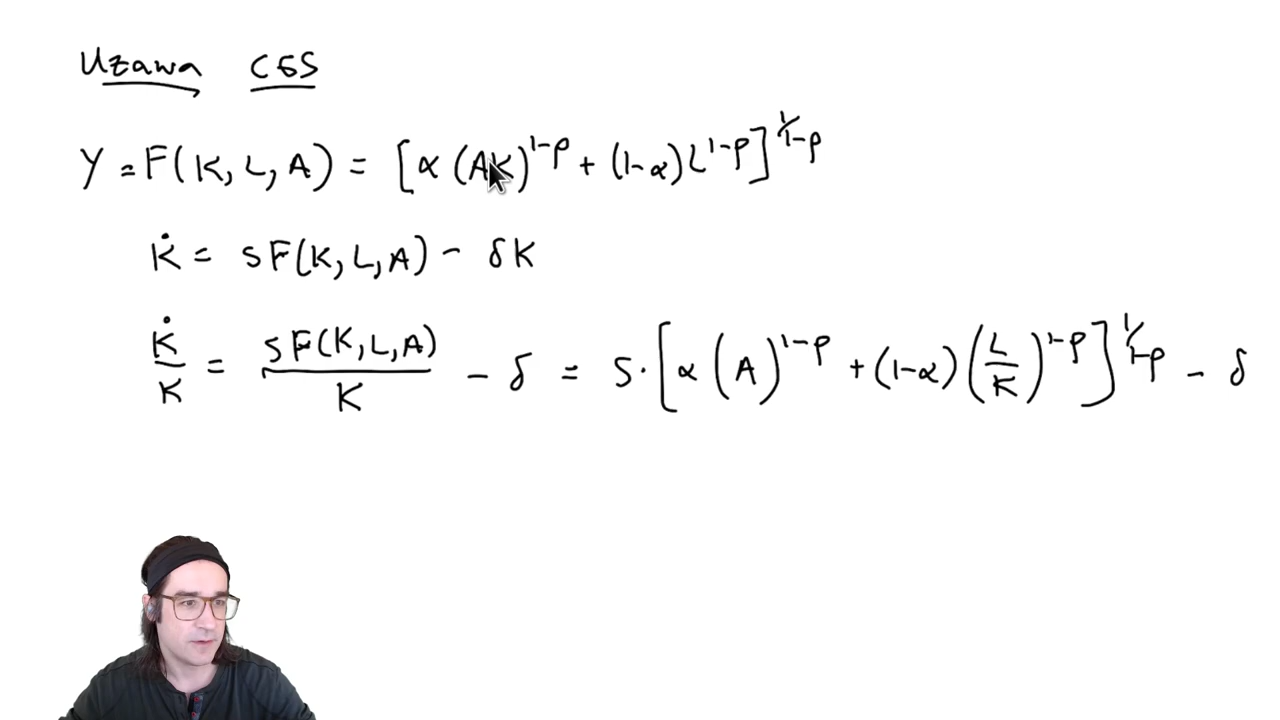 Uzawa CES
Y = F(K, L, A) = [α (AK)^{1-ρ} + (1-α) L^{1-ρ}]^{1/1-ρ}
K̇ = sF(K, L, A) - δK
K̇/K = sF(K, L, A)/K - δ = s·[α (A)^{1-ρ} + (1-α) (L/K)^{1-ρ}]^{1/1-ρ} - δ